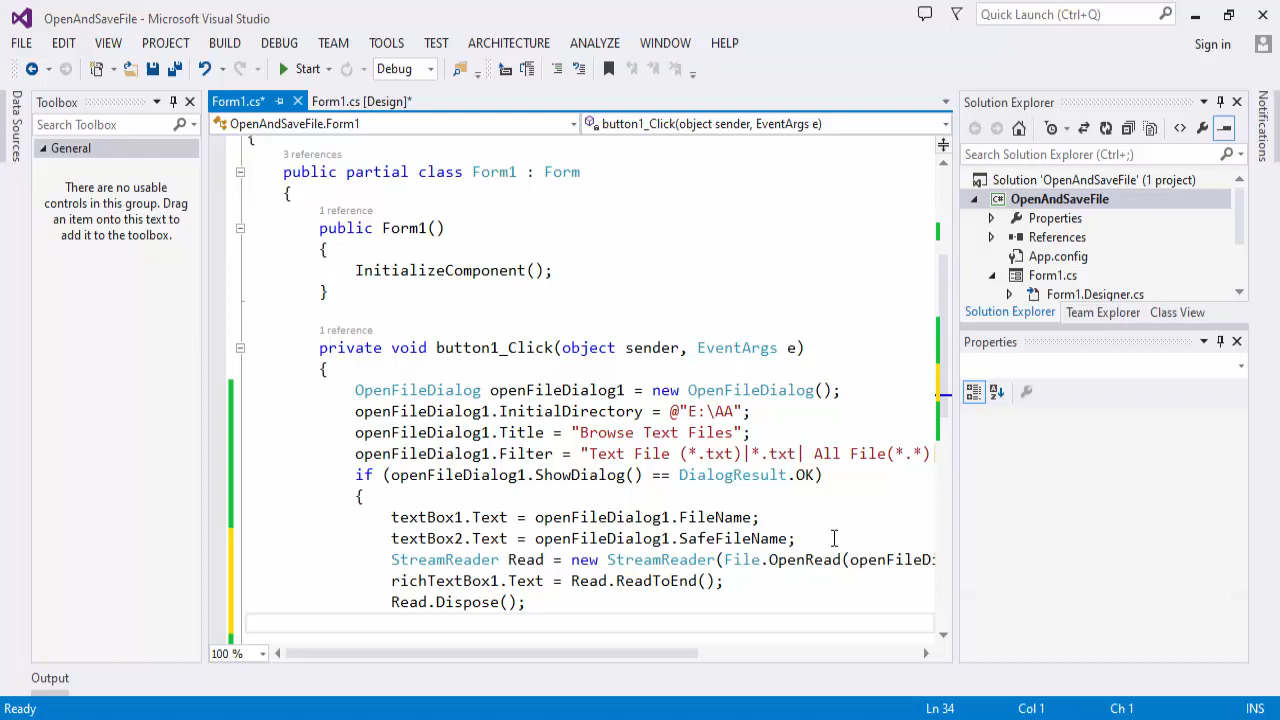 OpenAndSaveFile - Microsoft Visual Studio
Quick Launch (Ctrl+Q)
FILE EDIT VIEW PROJECT BUILD DEBUG TEAM TOOLS TEST ARCHITECTURE ANALYZE WINDOW HELP
Sign in
Start
Debug
Data Sources
Toolbox
Search Toolbox
General
There are no usable
controls in this group. Drag
an item onto this text to
add it to the toolbox.
Form1.cs*
Form1.cs [Design]*
OpenAndSaveFile.Form1
button1_Click(object sender, EventArgs e)
{
3 references
public partial class Form1 : Form
{
1 reference
public Form1()
{
InitializeComponent();
}
1 reference
private void button1_Click(object sender, EventArgs e)
{
OpenFileDialog openFileDialog1 = new OpenFileDialog();
openFileDialog1.InitialDirectory = @"E:\AA";
openFileDialog1.Title = "Browse Text Files";
openFileDialog1.Filter = "Text File (*.txt)|*.txt| All File(*.*)|
if (openFileDialog1.ShowDialog() == DialogResult.OK)
{
textBox1.Text = openFileDialog1.FileName;
textBox2.Text = openFileDialog1.SafeFileName;
StreamReader Read = new StreamReader(File.OpenRead(openFileDi
richTextBox1.Text = Read.ReadToEnd();
Read.Dispose();
100 %
Solution Explorer
Search Solution Explorer (Ctrl+;)
Solution 'OpenAndSaveFile' (1 project)
C# OpenAndSaveFile
Properties
References
App.config
Form1.cs
Form1.Designer.cs
Solution Explorer Team Explorer Class View
Properties
Notifications
Output
Ready
Ln 34
Col 1
Ch 1
INS